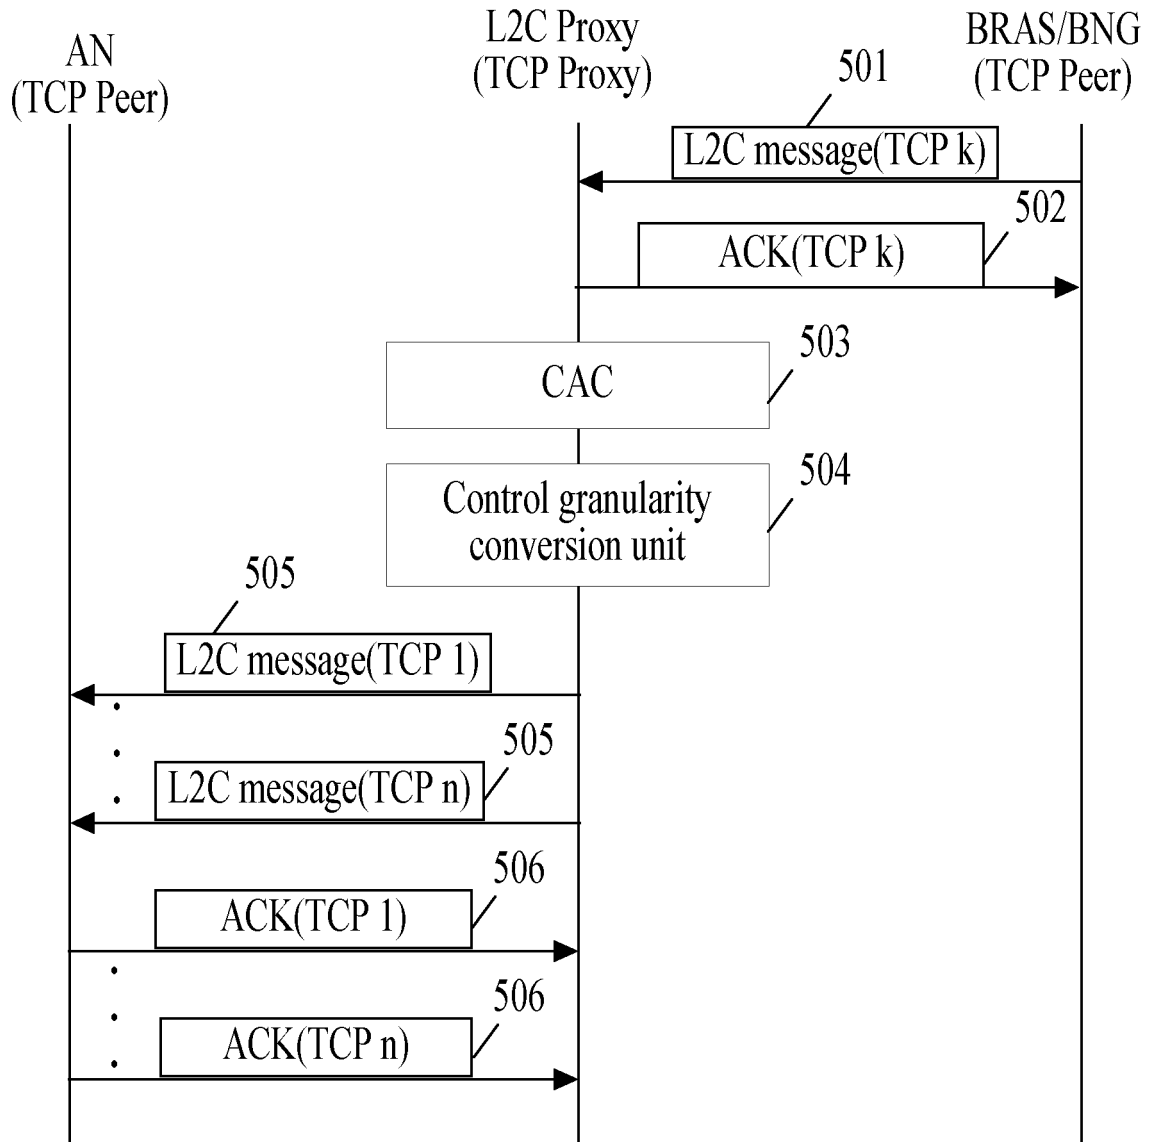 AN
(TCP Peer)
L2C Proxy
(TCP Proxy)
BRAS/BNG
(TCP Peer)
501
L2C message(TCP k)
502
ACK(TCP k)
503
CAC
504
Control granularity
conversion unit
505
L2C message(TCP 1)
505
L2C message(TCP n)
506
ACK(TCP 1)
506
ACK(TCP n)